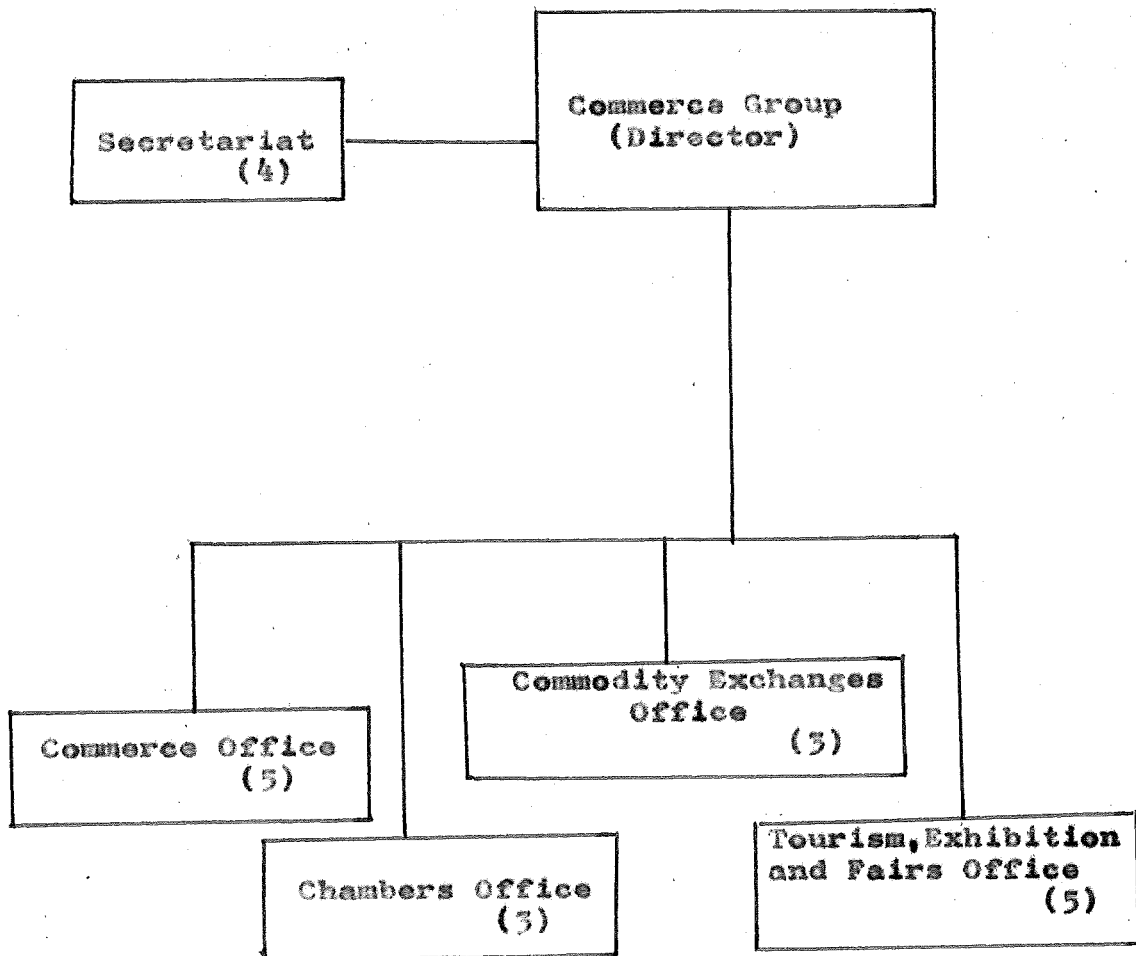 Commerce Group
(Director)
Secretariat
(4)
Commodity Exchanges
Office
(3)
Commerce Office
(5)
Tourism,Exhibition
and Fairs Office
(5)
Chambers Office
(3)